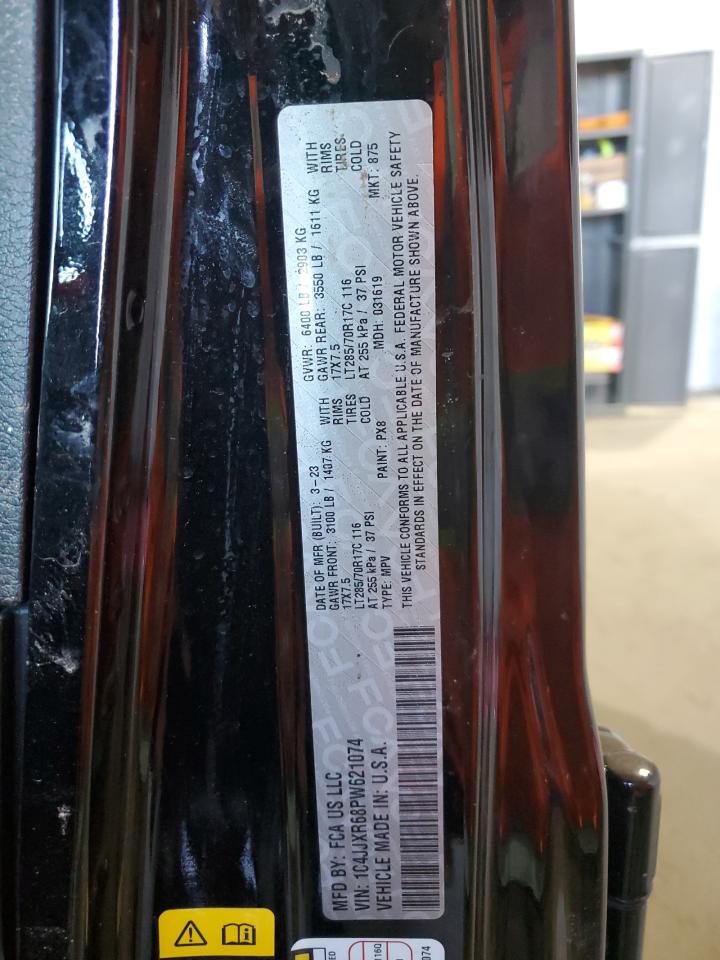 MFD BY: FCA US LLC
VIN: 1C4JJXR68PW621074
VEHICLE MADE IN: U.S.A.
DATE OF MFR (BUILT): 3-23
GAWR FRONT: 3100 LB / 1407 KG WITH
17X7.5 RIMS
LT285/70R17C 116 TIRES
AT 255 kPa / 37 PSI COLD
TYPE: MPV PAINT: PX8
GVWR: 6400 LB / 2903 KG
GAWR REAR: 3550 LB / 1611 KG WITH
17X7.5 RIMS
LT285/70R17C 116 TIRES
AT 255 kPa / 37 PSI COLD
MDH: 031619 MKT: 875
THIS VEHICLE CONFORMS TO ALL APPLICABLE U.S.A. FEDERAL MOTOR VEHICLE SAFETY
STANDARDS IN EFFECT ON THE DATE OF MANUFACTURE SHOWN ABOVE.